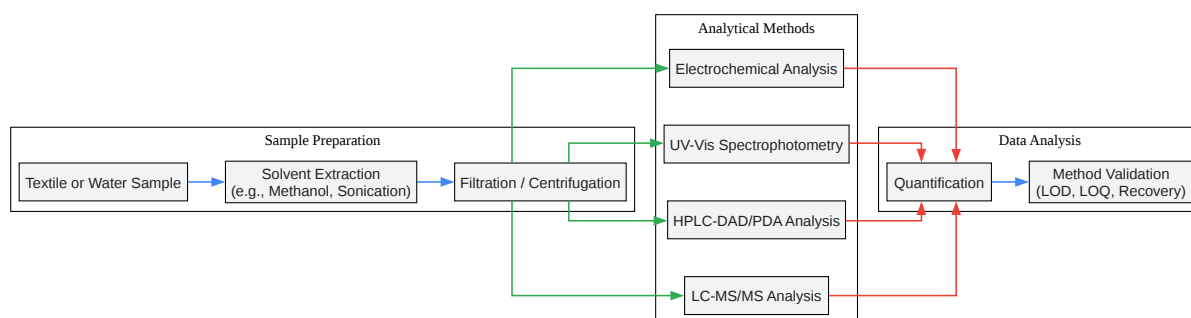 Sample Preparation
Textile or Water Sample
Solvent Extraction
(e.g., Methanol, Sonication)
Filtration / Centrifugation
Analytical Methods
Electrochemical Analysis
UV-Vis Spectrophotometry
HPLC-DAD/PDA Analysis
LC-MS/MS Analysis
Data Analysis
Quantification
Method Validation
(LOD, LOQ, Recovery)